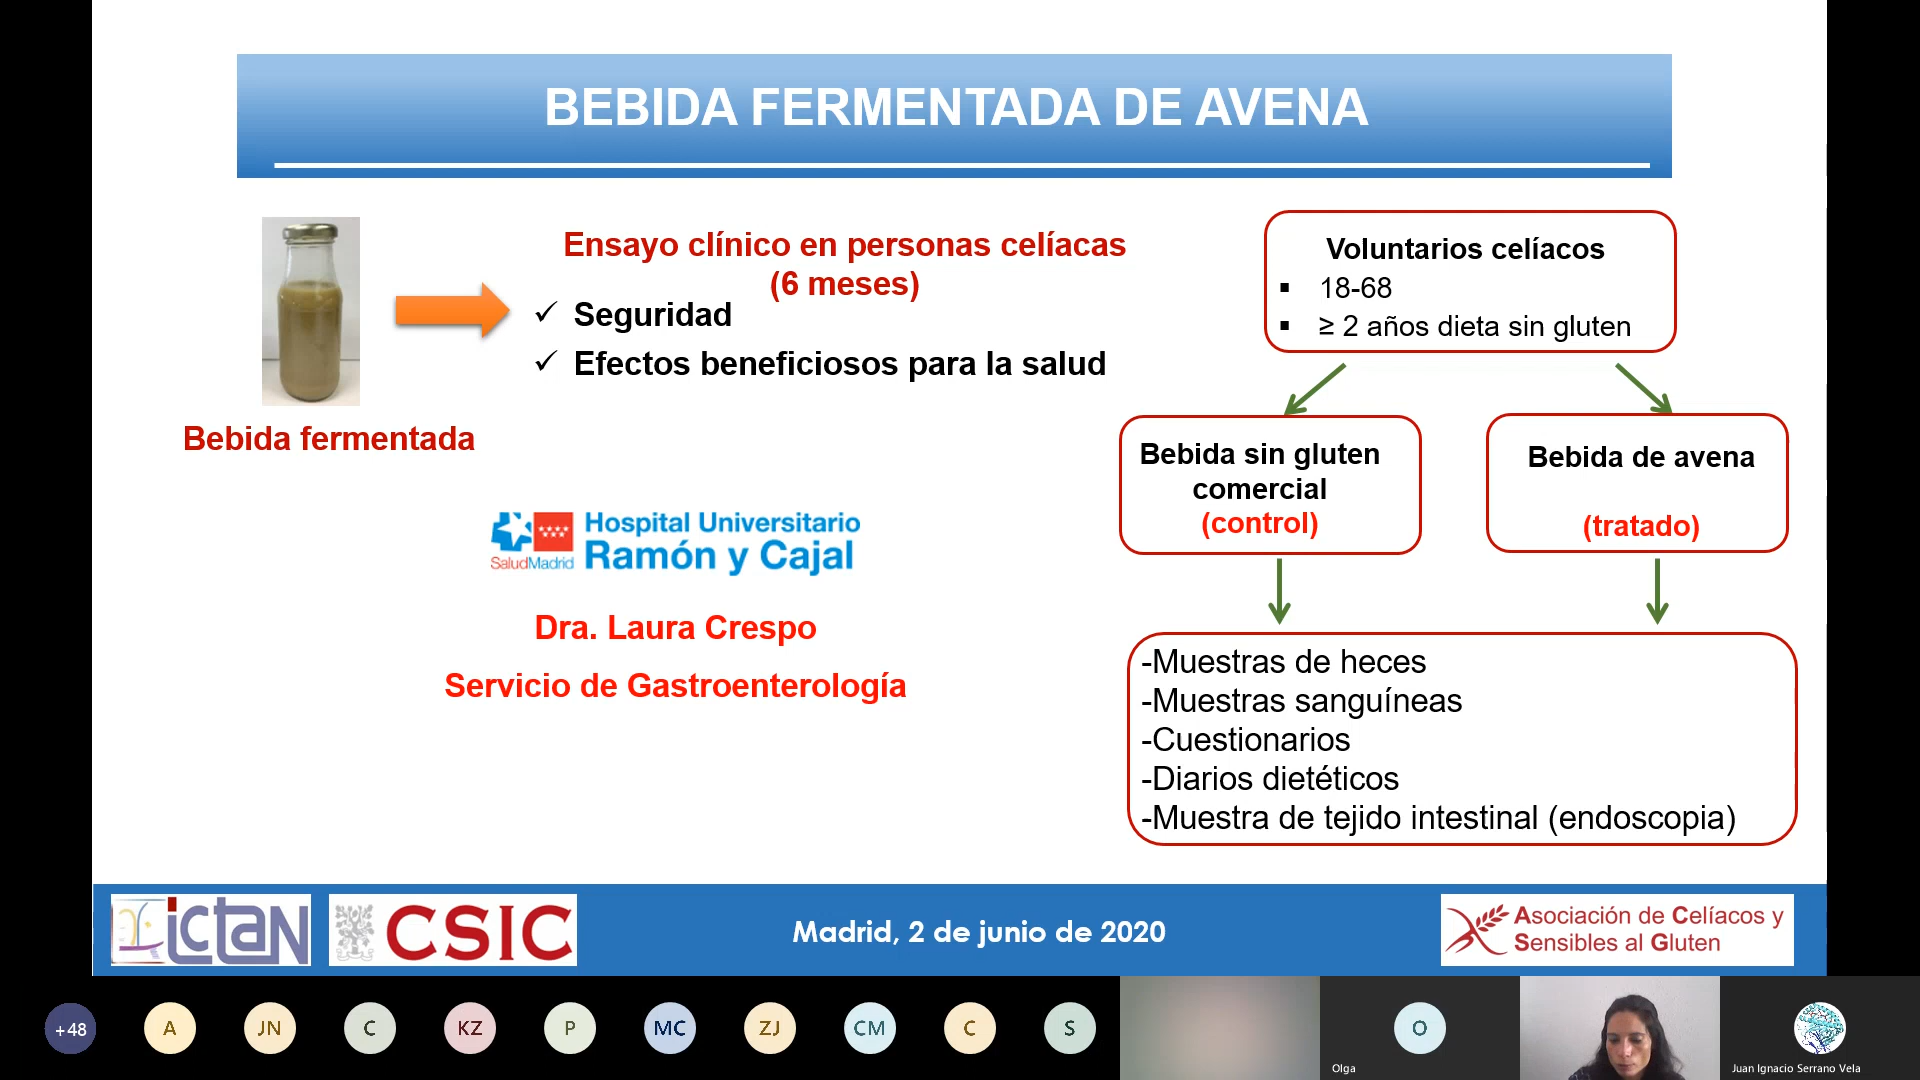 BEBIDA FERMENTADA DE AVENA
Ensayo clínico en personas celíacas
(6 meses)
✓ Seguridad
✓ Efectos beneficiosos para la salud
Bebida fermentada
Hospital Universitario
Ramón y Cajal
SaludMadrid
Dra. Laura Crespo
Servicio de Gastroenterología
Voluntarios celíacos
▪ 18-68
▪ ≥ 2 años dieta sin gluten
Bebida sin gluten
comercial
(control)
Bebida de avena
(tratado)
-Muestras de heces
-Muestras sanguíneas
-Cuestionarios
-Diarios dietéticos
-Muestra de tejido intestinal (endoscopia)
ictan
CSIC
Madrid, 2 de junio de 2020
Asociación de Celíacos y
Sensibles al Gluten
+48
A
JN
C
KZ
P
MC
ZJ
CM
C
S
O
Olga
Juan Ignacio Serrano Vela